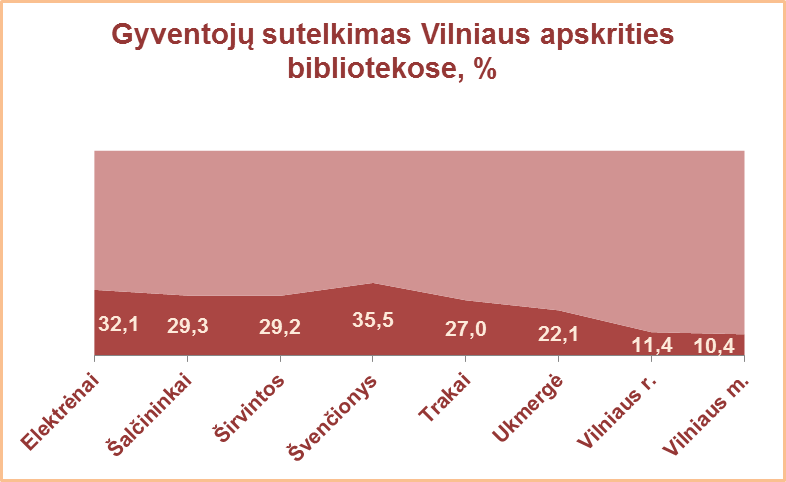 Gyventojų sutelkimas Vilniaus apskrities
bibliotekose, %
32,1
29,3
29,2
35,5
27,0
22,1
11,4
10,4
Elektrėnai
Šalčininkai
Širvintos
Švenčionys
Trakai
Ukmergė
Vilniaus r.
Vilniaus m.